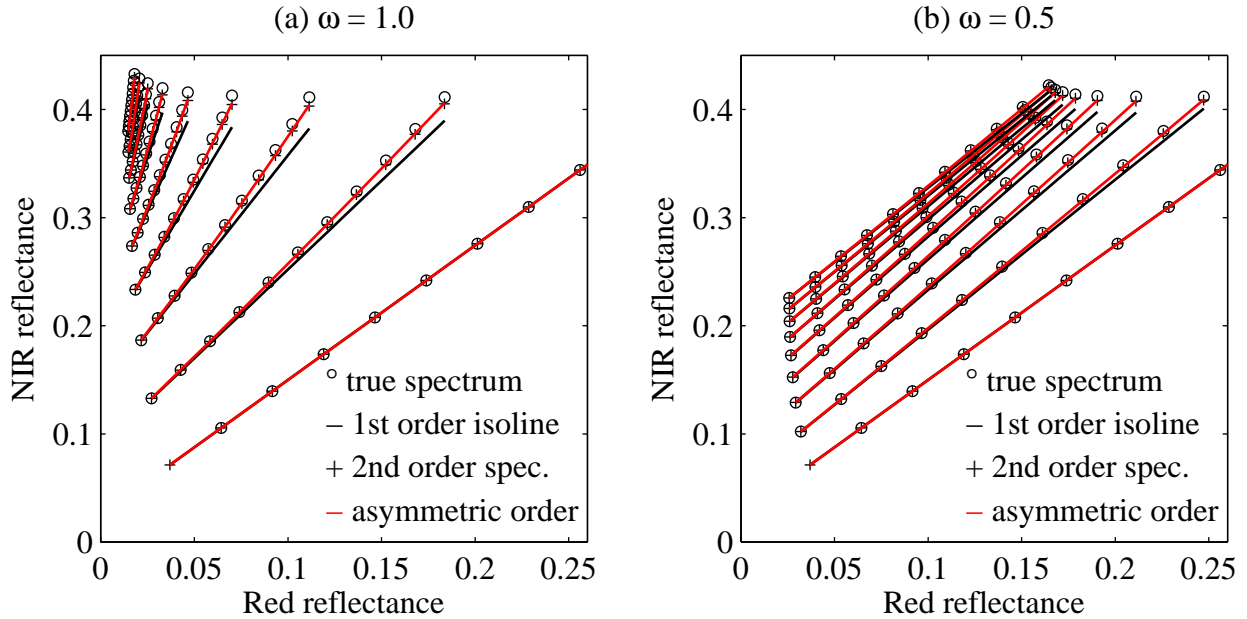 (a) ω = 1.0
NIR reflectance
0.4
0.3
0.2
0.1
0
0 0.05 0.1 0.15 0.2 0.25
Red reflectance
○ true spectrum
– 1st order isoline
+ 2nd order spec.
– asymmetric order
(b) ω = 0.5
NIR reflectance
0.4
0.3
0.2
0.1
0
0 0.05 0.1 0.15 0.2 0.25
Red reflectance
○ true spectrum
– 1st order isoline
+ 2nd order spec.
– asymmetric order